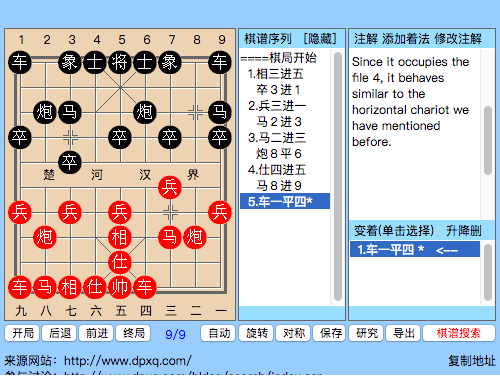 1 2 3 4 5 6 7 8 9
车 象 士 将 士 象 车
炮 马 炮 马
卒 卒 卒 卒
卒
楚 河 汉 界
兵
兵 兵 兵 兵
炮 相 马 炮
仕
车 马 相 仕 帅 车
九 八 七 六 五 四 三 二 一
棋谱序列 [隐藏]
====棋局开始
1.相三进五
卒３进１
2.兵三进一
马２进３
3.马二进三
炮８平６
4.仕四进五
马８进９
5.车一平四*
注解 添加着法 修改注解
Since it occupies the
file 4, it behaves
similar to the
horizontal chariot we
have mentioned
before.
变着(单击选择) 升降删
1.车一平四 * <--
开局 后退 前进 终局 9/9 自动 旋转 对称 保存 研究 导出 棋谱搜索
来源网站: http://www.dpxq.com/ 复制地址